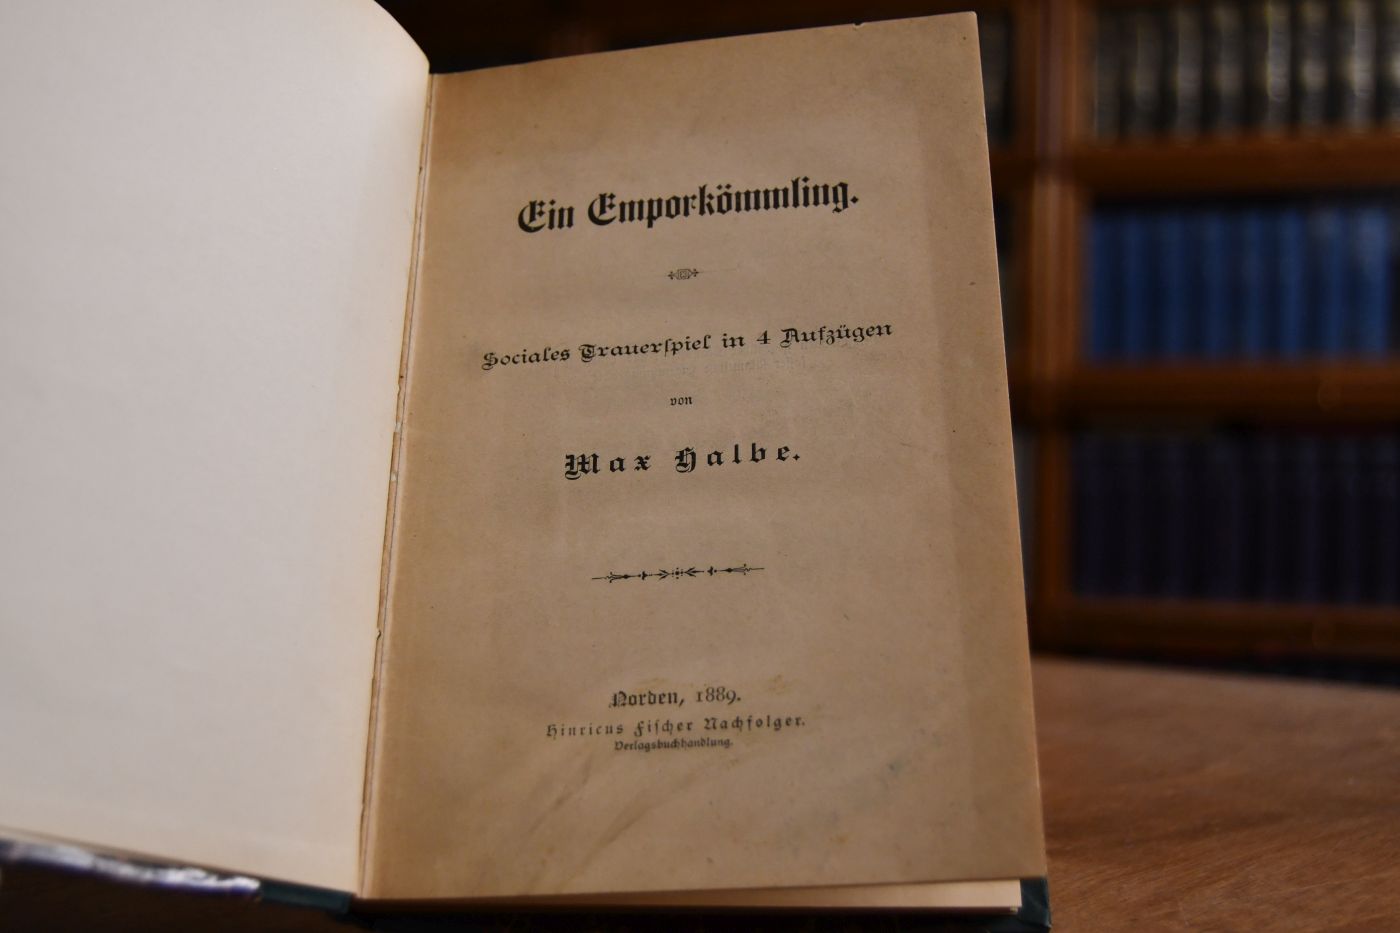 Ein Emporkömmling.
Sociales Trauerſpiel in 4 Aufzügen
von
Max Halbe.
Norden, 1889.
Hinricus Fiſcher Nachfolger.
Verlagsbuchhandlung.